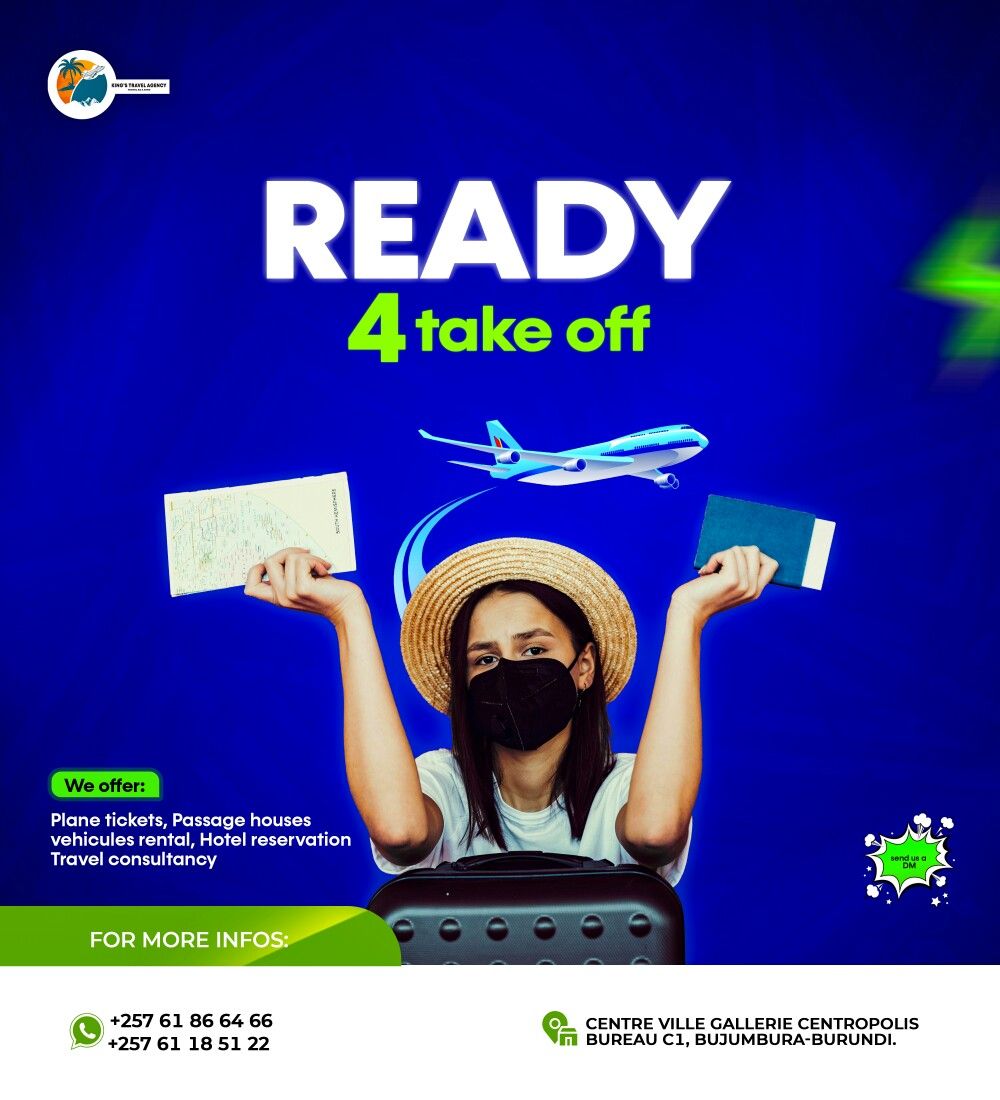 KING'S TRAVEL AGENCY
READY
4 take off
SOUTH HEMISPHERE
We offer:
Plane tickets, Passage houses
vehicules rental, Hotel reservation
Travel consultancy
send us a
DM
FOR MORE INFOS:
+257 61 86 64 66
+257 61 18 51 22
CENTRE VILLE GALLERIE CENTROPOLIS
BUREAU C1, BUJUMBURA-BURUNDI.